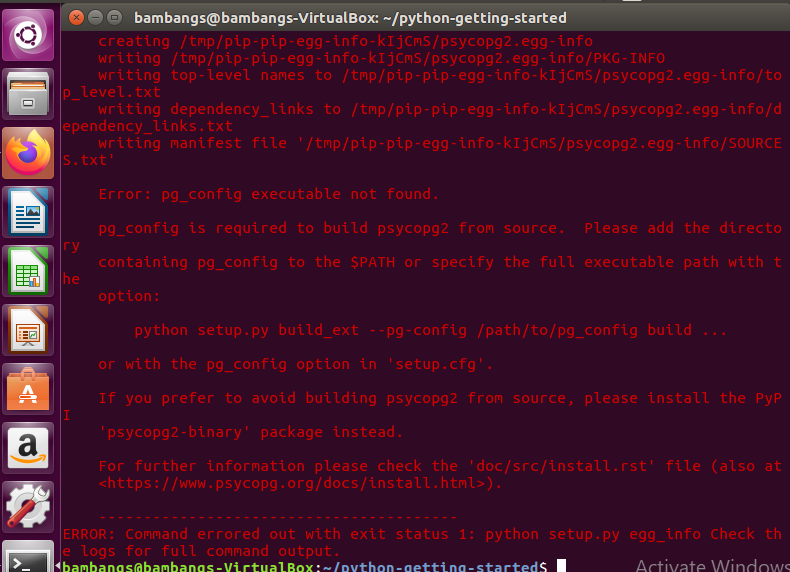 bambangs@bambangs-VirtualBox: ~/python-getting-started
creating /tmp/pip-pip-egg-info-kIjCmS/psycopg2.egg-info
writing /tmp/pip-pip-egg-info-kIjCmS/psycopg2.egg-info/PKG-INFO
writing top-level names to /tmp/pip-pip-egg-info-kIjCmS/psycopg2.egg-info/to
p_level.txt
writing dependency_links to /tmp/pip-pip-egg-info-kIjCmS/psycopg2.egg-info/d
ependency_links.txt
writing manifest file '/tmp/pip-pip-egg-info-kIjCmS/psycopg2.egg-info/SOURCE
S.txt'
Error: pg_config executable not found.
pg_config is required to build psycopg2 from source.  Please add the directo
ry
containing pg_config to the $PATH or specify the full executable path with t
he
option:
python setup.py build_ext --pg-config /path/to/pg_config build ...
or with the pg_config option in 'setup.cfg'.
If you prefer to avoid building psycopg2 from source, please install the PyP
I
'psycopg2-binary' package instead.
For further information please check the 'doc/src/install.rst' file (also at
<https://www.psycopg.org/docs/install.html>).
----------------------------------------
ERROR: Command errored out with exit status 1: python setup.py egg_info Check th
e logs for full command output.
bambangs@bambangs-VirtualBox:~/python-getting-started$
Activate Windows